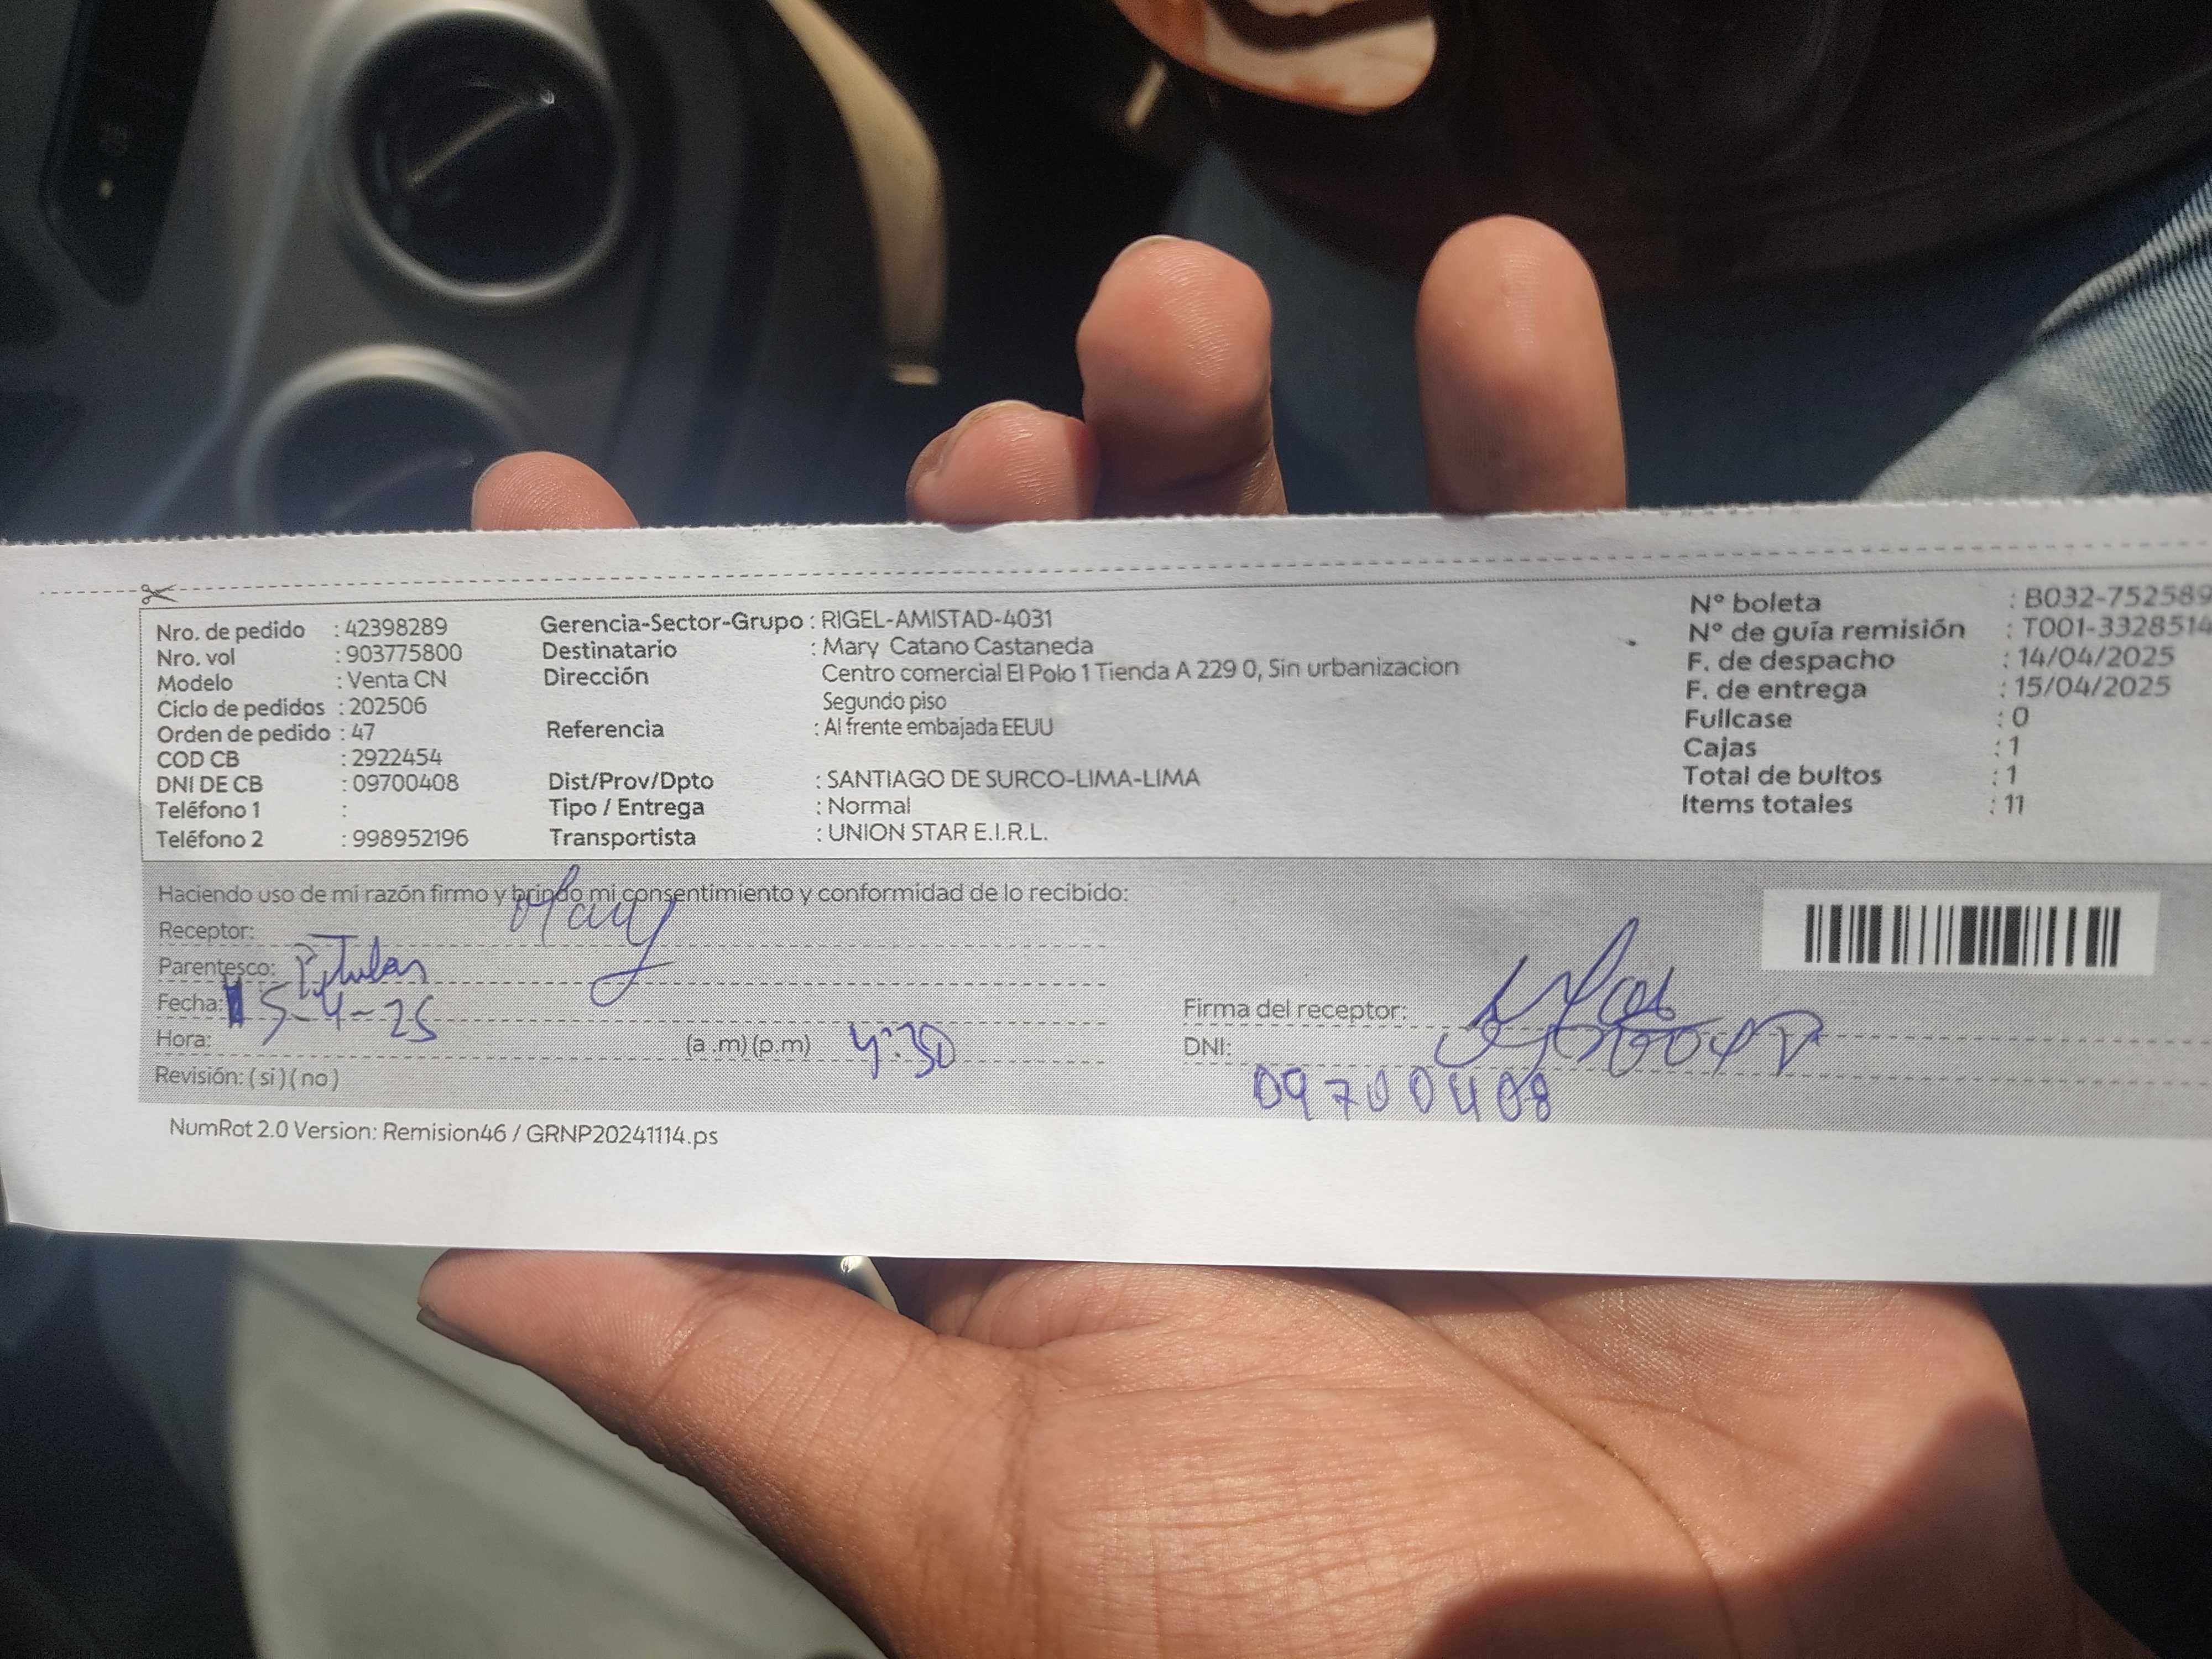 Nro. de pedido : 42398289
Nro. vol : 903775800
Modelo : Venta CN
Ciclo de pedidos : 202506
Orden de pedido : 47
COD CB : 2922454
DNI DE CB : 09700408
Teléfono 1 :
Teléfono 2 : 998952196
Gerencia-Sector-Grupo : RIGEL-AMISTAD-4031
Destinatario : Mary Catano Castaneda
Dirección Centro comercial El Polo 1 Tienda A 229 0, Sin urbanizacion
Segundo piso
Referencia : Al frente embajada EEUU
Dist/Prov/Dpto : SANTIAGO DE SURCO-LIMA-LIMA
Tipo / Entrega : Normal
Transportista : UNION STAR E.I.R.L.
N° boleta : B032-752589
N° de guía remisión : T001-3328514
F. de despacho : 14/04/2025
F. de entrega : 15/04/2025
Fullcase : 0
Cajas : 1
Total de bultos : 1
Items totales : 11
Haciendo uso de mi razón firmo y brindo mi consentimiento y conformidad de lo recibido:
Receptor: Mary
Parentesco: Titular
Fecha: 15-4-25
Hora: (a .m) (p.m) 4:30
Revisión: ( si ) ( no )
Firma del receptor:
DNI:
09700408
NumRot 2.0 Version: Remision46 / GRNP20241114.ps